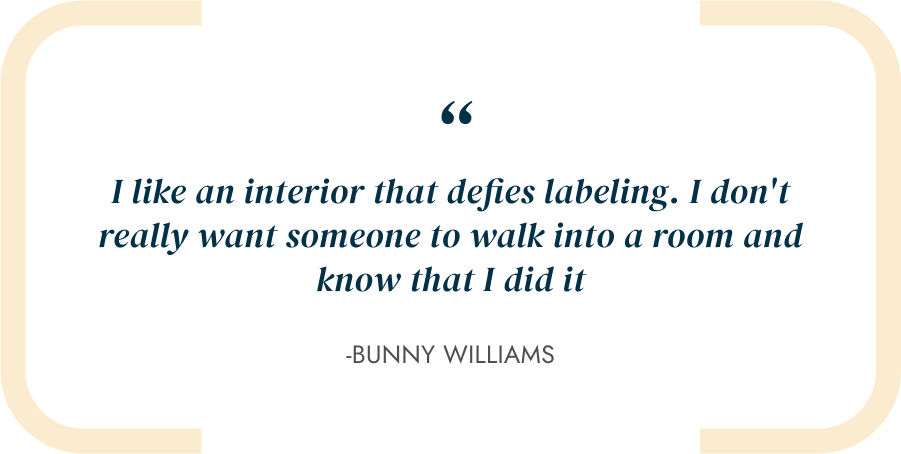 “
I like an interior that defies labeling. I don't
really want someone to walk into a room and
know that I did it
-BUNNY WILLIAMS